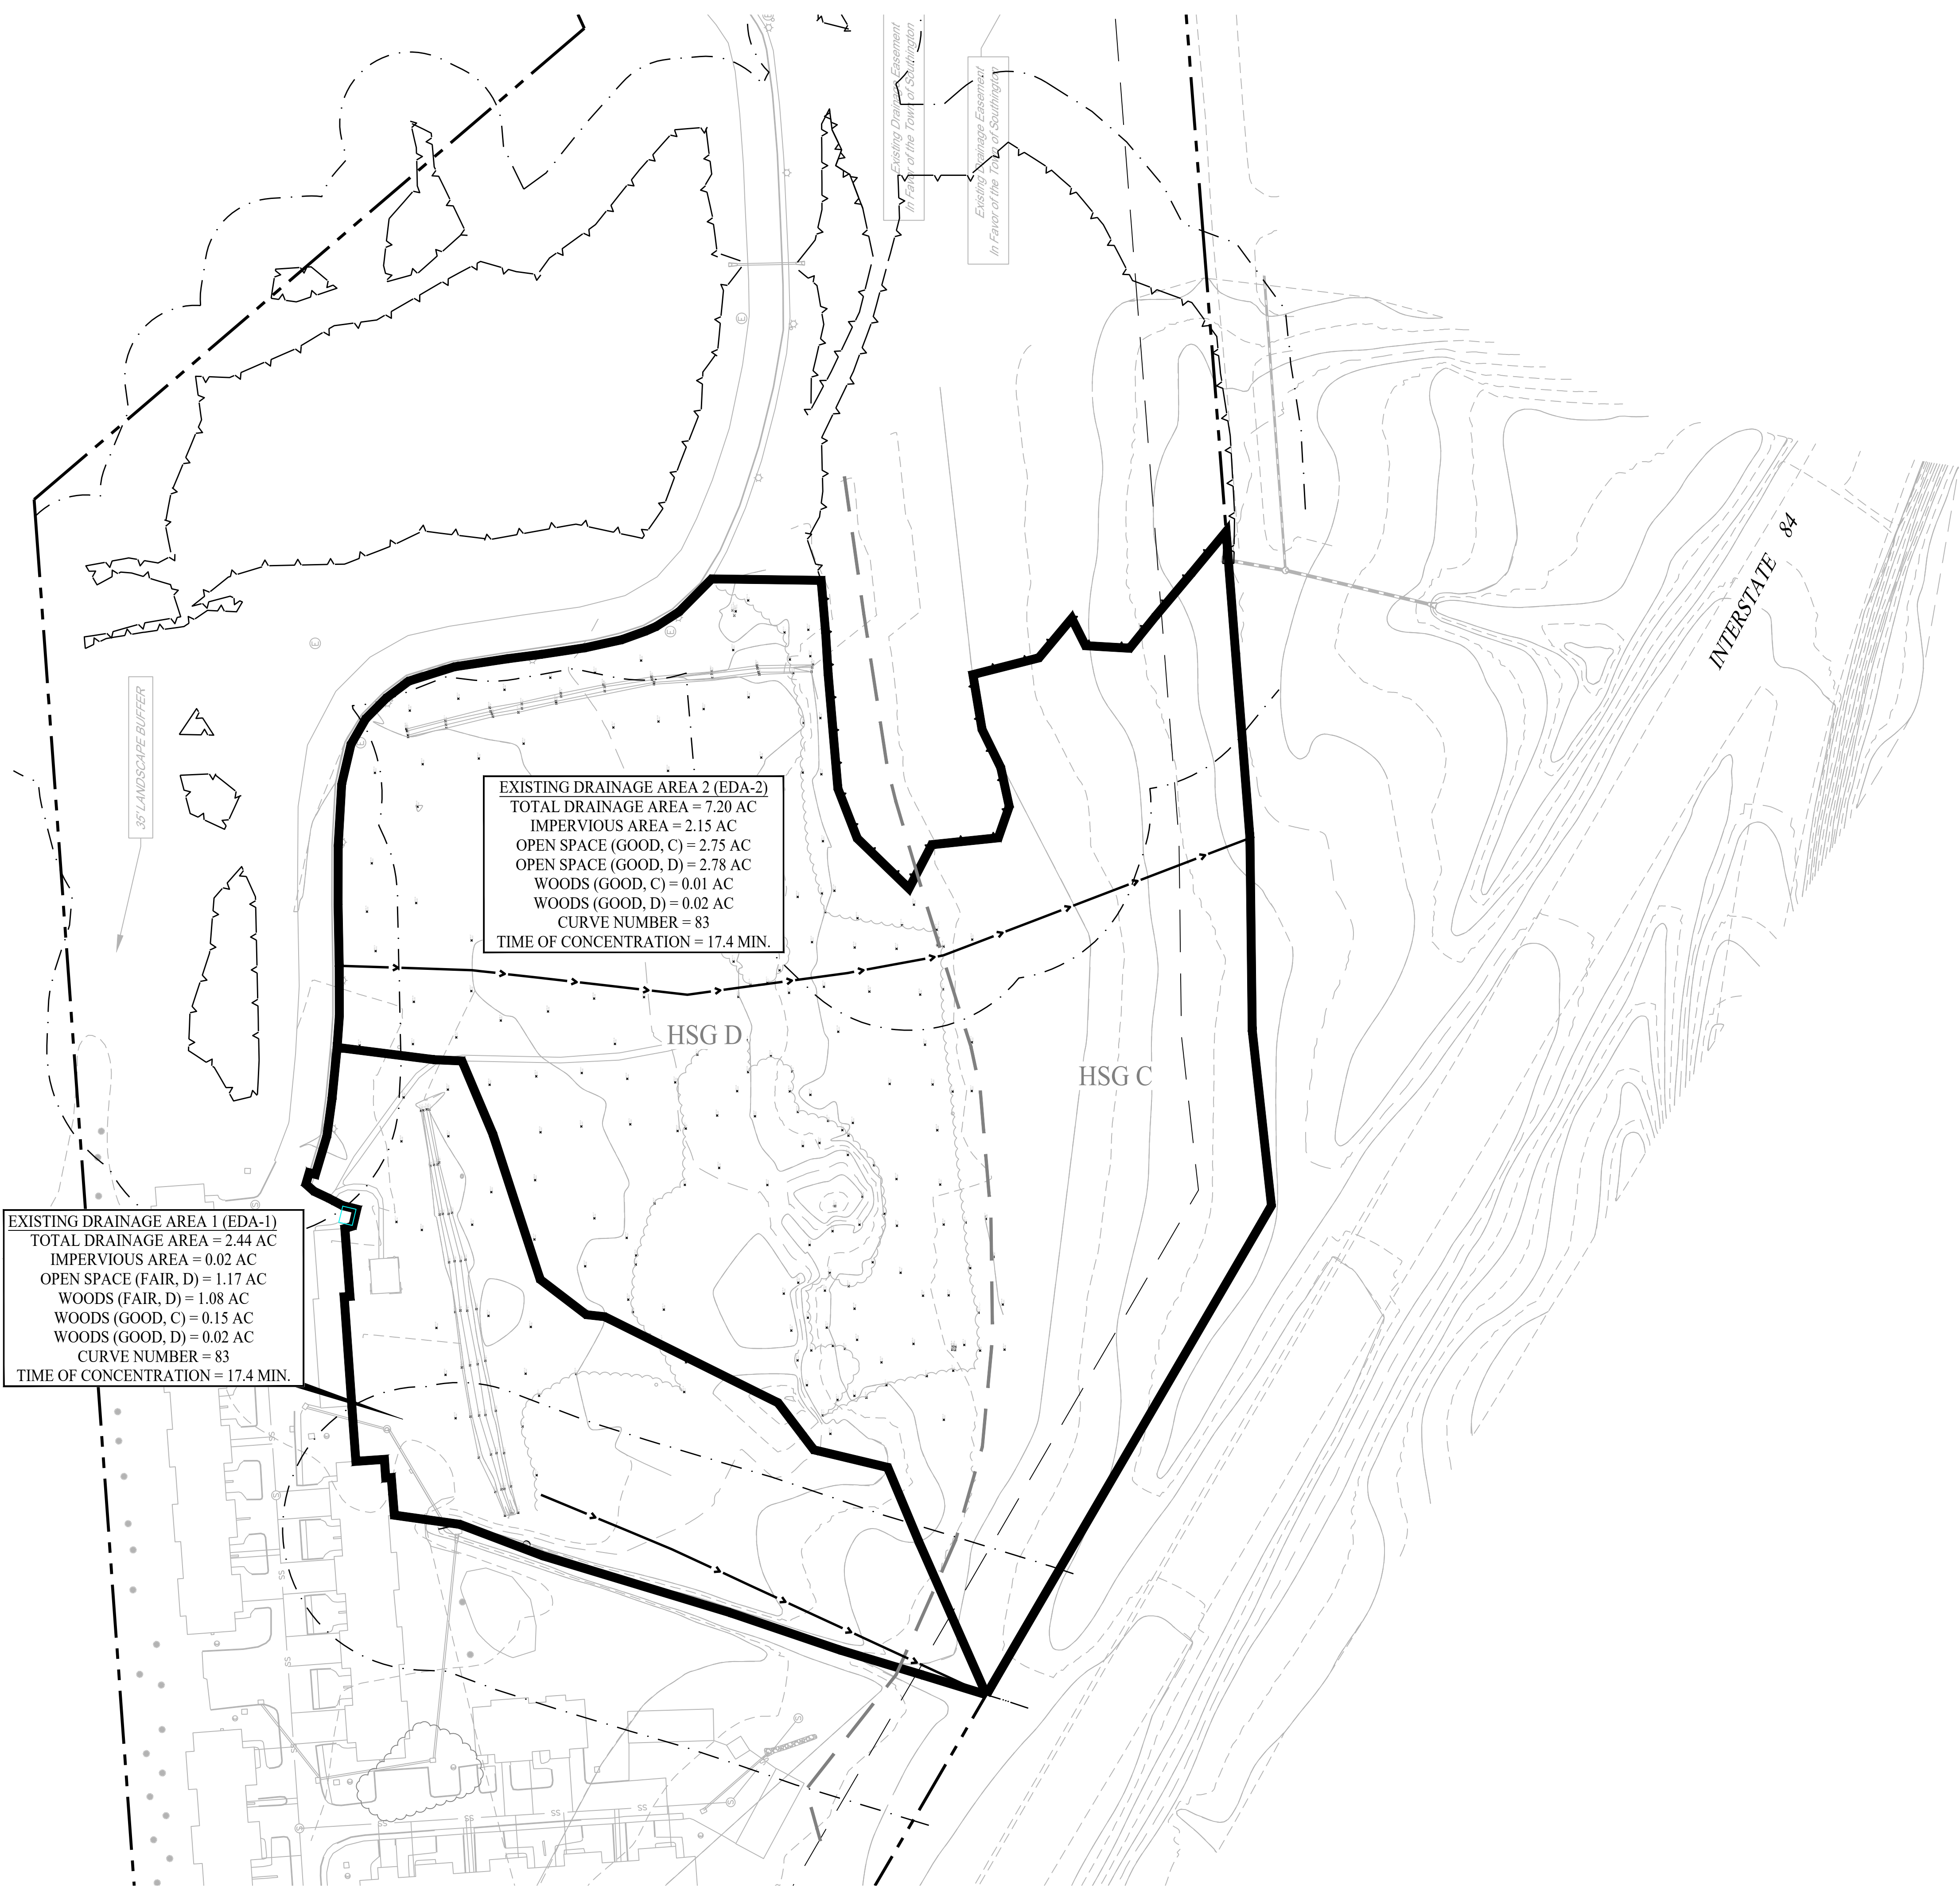 Existing Drainage Easement
In Favor of the Town of Southington
Existing Drainage Easement
In Favor of the Town of Southington
INTERSTATE 84
35' LANDSCAPE BUFFER
EXISTING DRAINAGE AREA 2 (EDA-2)
TOTAL DRAINAGE AREA = 7.20 AC
IMPERVIOUS AREA = 2.15 AC
OPEN SPACE (GOOD, C) = 2.75 AC
OPEN SPACE (GOOD, D) = 2.78 AC
WOODS (GOOD, C) = 0.01 AC
WOODS (GOOD, D) = 0.02 AC
CURVE NUMBER = 83
TIME OF CONCENTRATION = 17.4 MIN.
HSG D
HSG C
EXISTING DRAINAGE AREA 1 (EDA-1)
TOTAL DRAINAGE AREA = 2.44 AC
IMPERVIOUS AREA = 0.02 AC
OPEN SPACE (FAIR, D) = 1.17 AC
WOODS (FAIR, D) = 1.08 AC
WOODS (GOOD, C) = 0.15 AC
WOODS (GOOD, D) = 0.02 AC
CURVE NUMBER = 83
TIME OF CONCENTRATION = 17.4 MIN.
SS
SS
SS
SS
SS
SS
SS
SS
SS